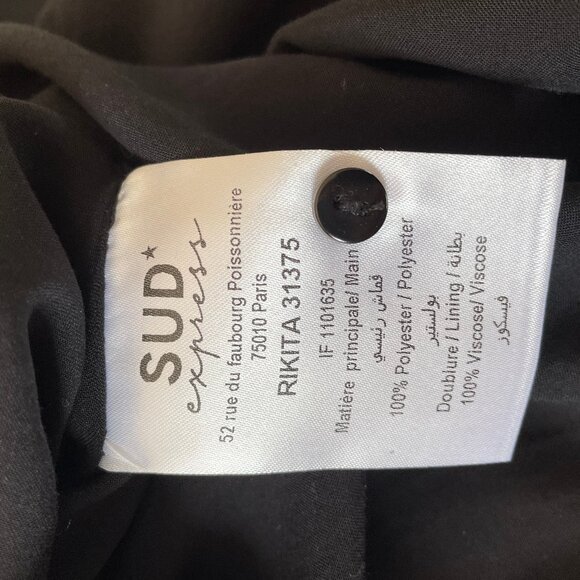 SUD*
express
52 rue du faubourg Poissonnière
75010 Paris
RIKITA 31375
IF 1101635
Matière principale/ Main
قماش رئيسي
100% Polyester / Polyester
بولستير
Doublure / Lining / بطانة
100% Viscose/ Viscose
فيسكوز